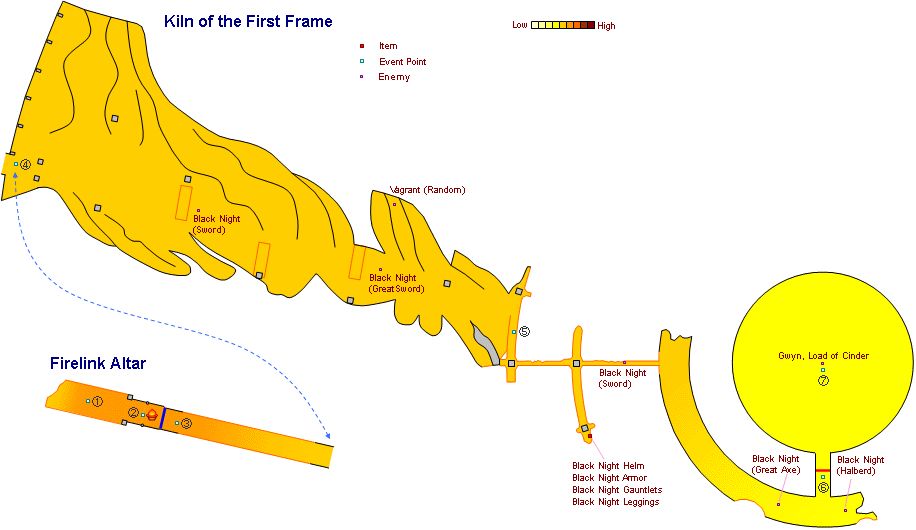 Kiln of the First Frame
Low High
Item
Event Point
Enemy
④
Vagrant (Random)
Black Night
(Sword)
Black Night
(GreatSword)
⑤
Gwyn, Load of Cinder
⑦
Black Night
(Sword)
Firelink Altar
① ② ③
Black Night
(Great Axe)
Black Night
(Halberd)
⑥
Black Night Helm
Black Night Armor
Black Night Gauntlets
Black Night Leggings